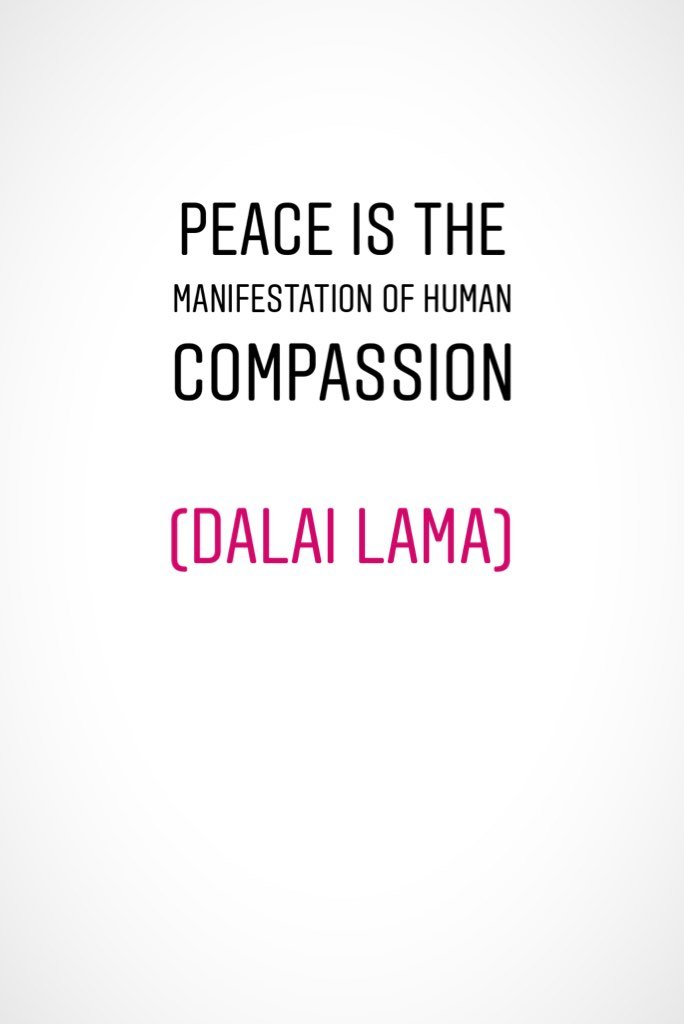 PEACE IS THE
MANIFESTATION OF HUMAN
COMPASSION
(DALAI LAMA)